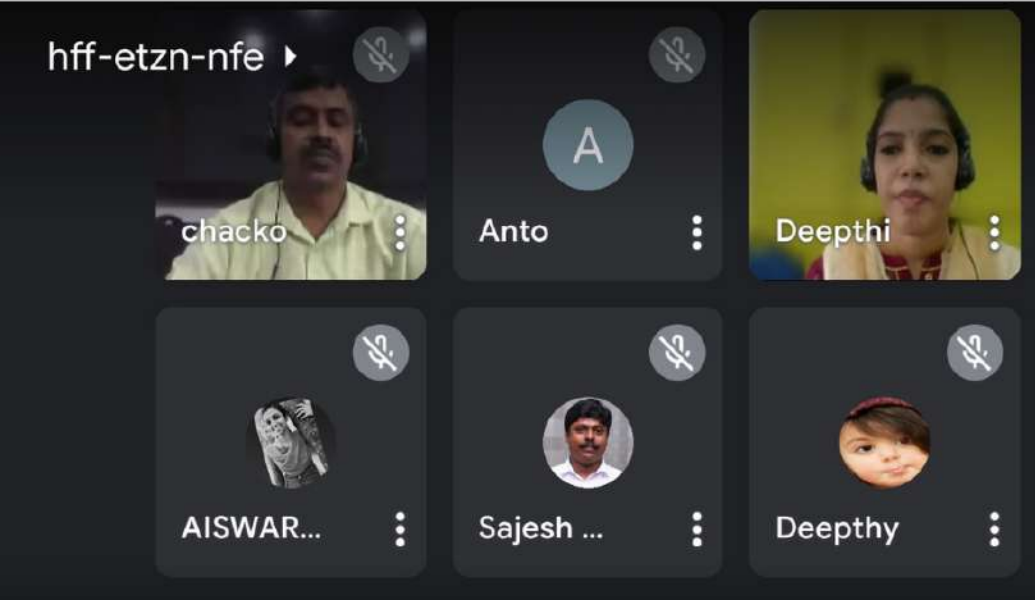 hff-etzn-nfe
chacko
A
Anto
Deepthi
AISWAR...
Sajesh ...
Deepthy